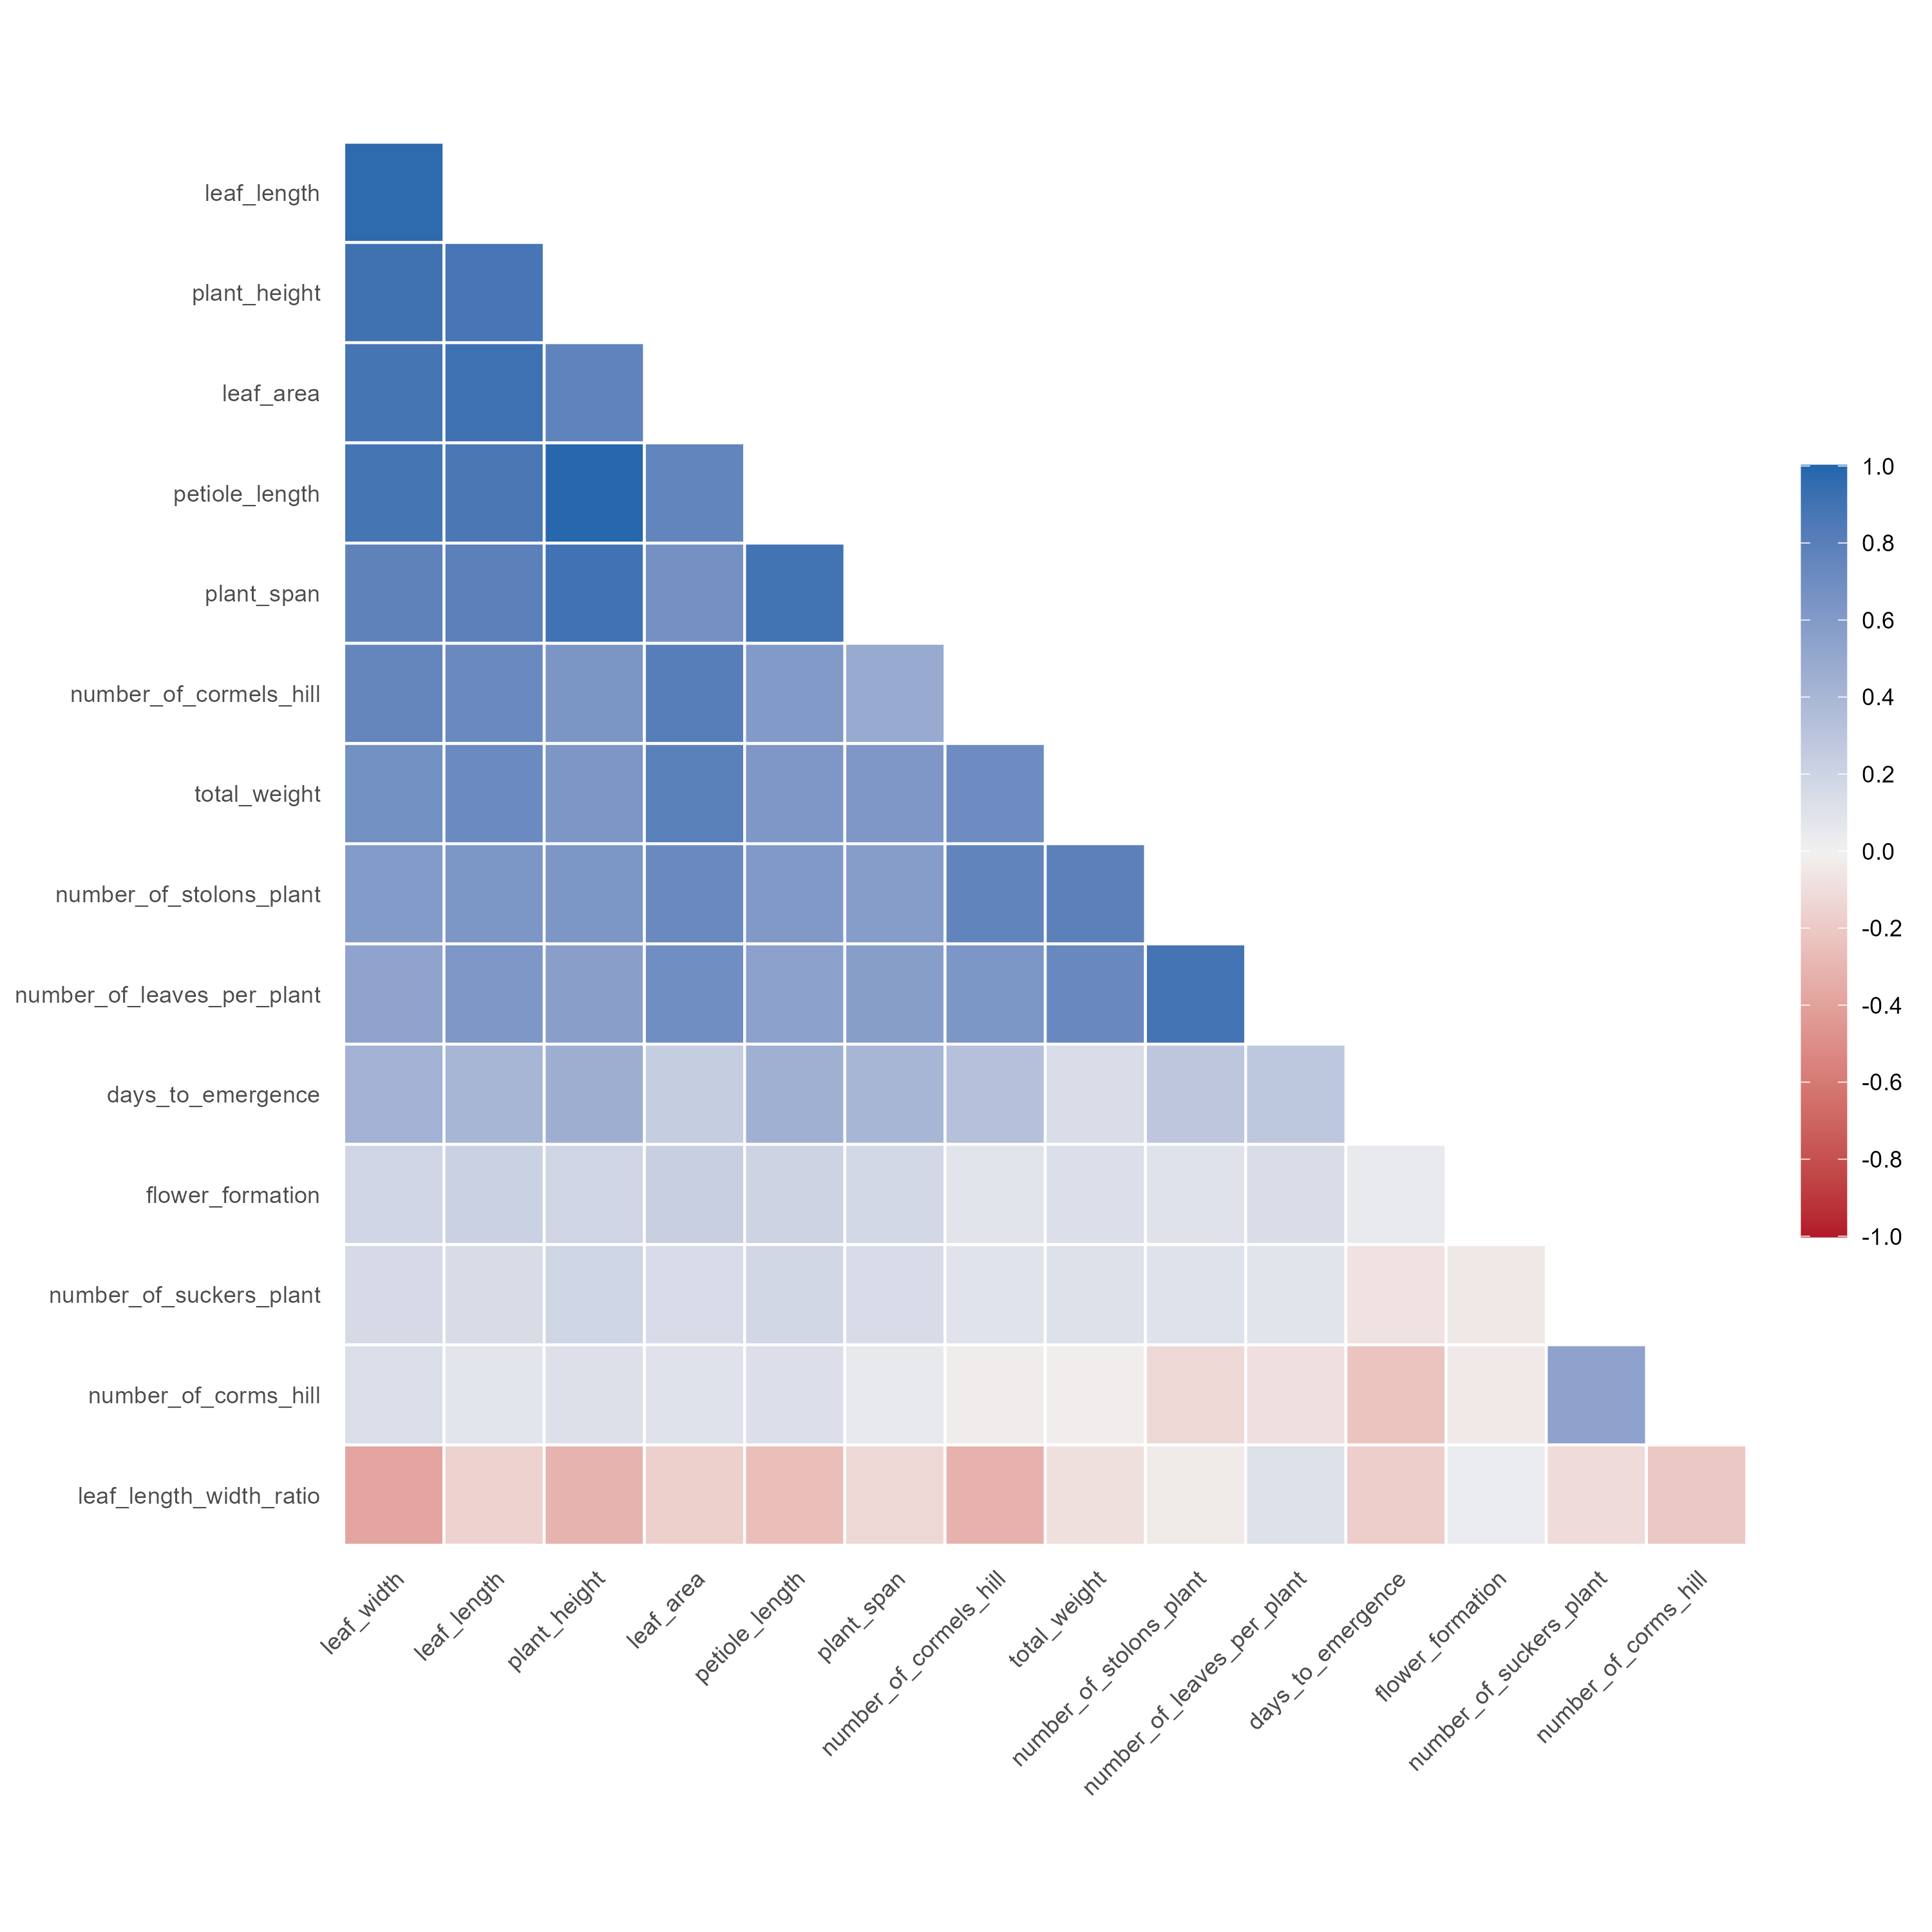 leaf_length
plant_height
leaf_area
petiole_length
plant_span
number_of_cormels_hill
total_weight
number_of_stolons_plant
number_of_leaves_per_plant
days_to_emergence
flower_formation
number_of_suckers_plant
number_of_corms_hill
leaf_length_width_ratio
leaf_width
leaf_length
plant_height
leaf_area
petiole_length
plant_span
number_of_cormels_hill
total_weight
number_of_stolons_plant
number_of_leaves_per_plant
days_to_emergence
flower_formation
number_of_suckers_plant
number_of_corms_hill
1.0
0.8
0.6
0.4
0.2
0.0
-0.2
-0.4
-0.6
-0.8
-1.0